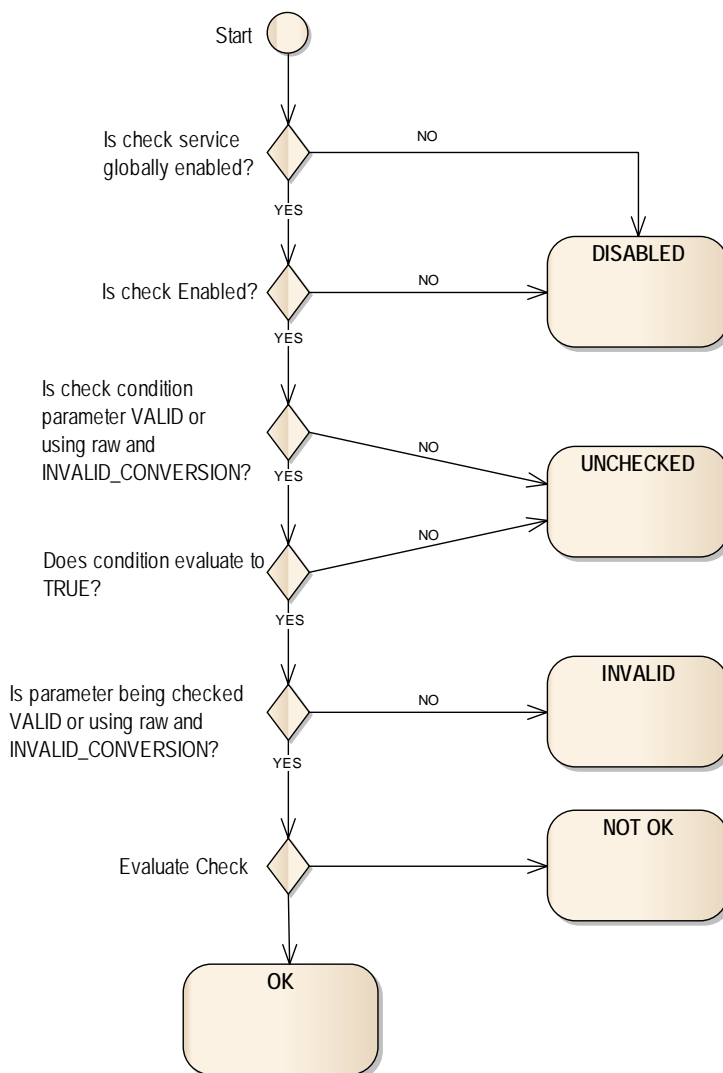 Start
Is check service
globally enabled?
NO
YES
DISABLED
Is check Enabled?
NO
YES
Is check condition
parameter VALID or
using raw and
INVALID_CONVERSION?
NO
YES
UNCHECKED
Does condition evaluate to
TRUE?
NO
YES
INVALID
Is parameter being checked
VALID or using raw and
INVALID_CONVERSION?
NO
YES
NOT OK
Evaluate Check
OK